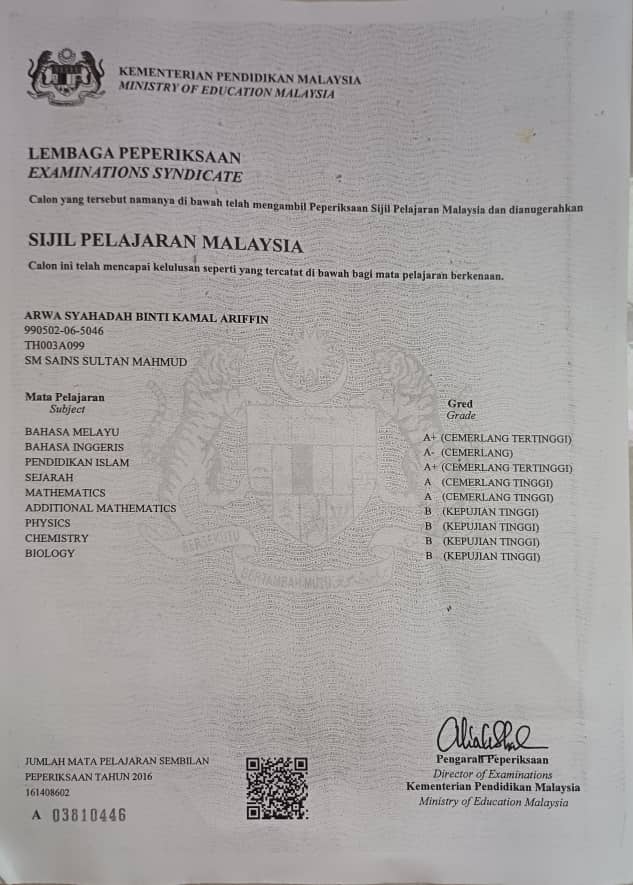 KEMENTERIAN PENDIDIKAN MALAYSIA
MINISTRY OF EDUCATION MALAYSIA
LEMBAGA PEPERIKSAAN
EXAMINATIONS SYNDICATE
Calon yang tersebut namanya di bawah telah mengambil Peperiksaan Sijil Pelajaran Malaysia dan dianugerahkan
SIJIL PELAJARAN MALAYSIA
Calon ini telah mencapai kelulusan seperti yang tercatat di bawah bagi mata pelajaran berkenaan.
ARWA SYAHADAH BINTI KAMAL ARIFFIN
990502-06-5046
TH003A099
SM SAINS SULTAN MAHMUD
Mata Pelajaran Gred
Subject Grade
BAHASA MELAYU A+ (CEMERLANG TERTINGGI)
BAHASA INGGERIS A- (CEMERLANG)
PENDIDIKAN ISLAM A+ (CEMERLANG TERTINGGI)
SEJARAH A (CEMERLANG TINGGI)
MATHEMATICS A (CEMERLANG TINGGI)
ADDITIONAL MATHEMATICS B (KEPUJIAN TINGGI)
PHYSICS B (KEPUJIAN TINGGI)
CHEMISTRY B (KEPUJIAN TINGGI)
BIOLOGY B (KEPUJIAN TINGGI)
BERSEKUTU
BERTAMBAH MUTU
JUMLAH MATA PELAJARAN SEMBILAN
PEPERIKSAAN TAHUN 2016
161408602
A 03810446
Pengarah Peperiksaan
Director of Examinations
Kementerian Pendidikan Malaysia
Ministry of Education Malaysia